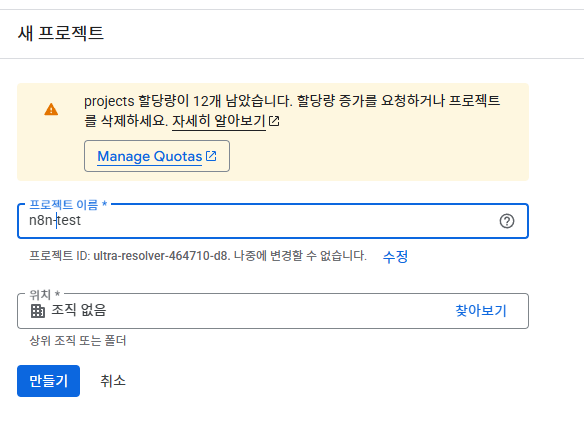 새 프로젝트
projects 할당량이 12개 남았습니다. 할당량 증가를 요청하거나 프로젝트
를 삭제하세요. 자세히 알아보기
Manage Quotas
프로젝트 이름 *
n8n-test
프로젝트 ID: ultra-resolver-464710-d8. 나중에 변경할 수 없습니다. 수정
위치 *
조직 없음 찾아보기
상위 조직 또는 폴더
만들기 취소